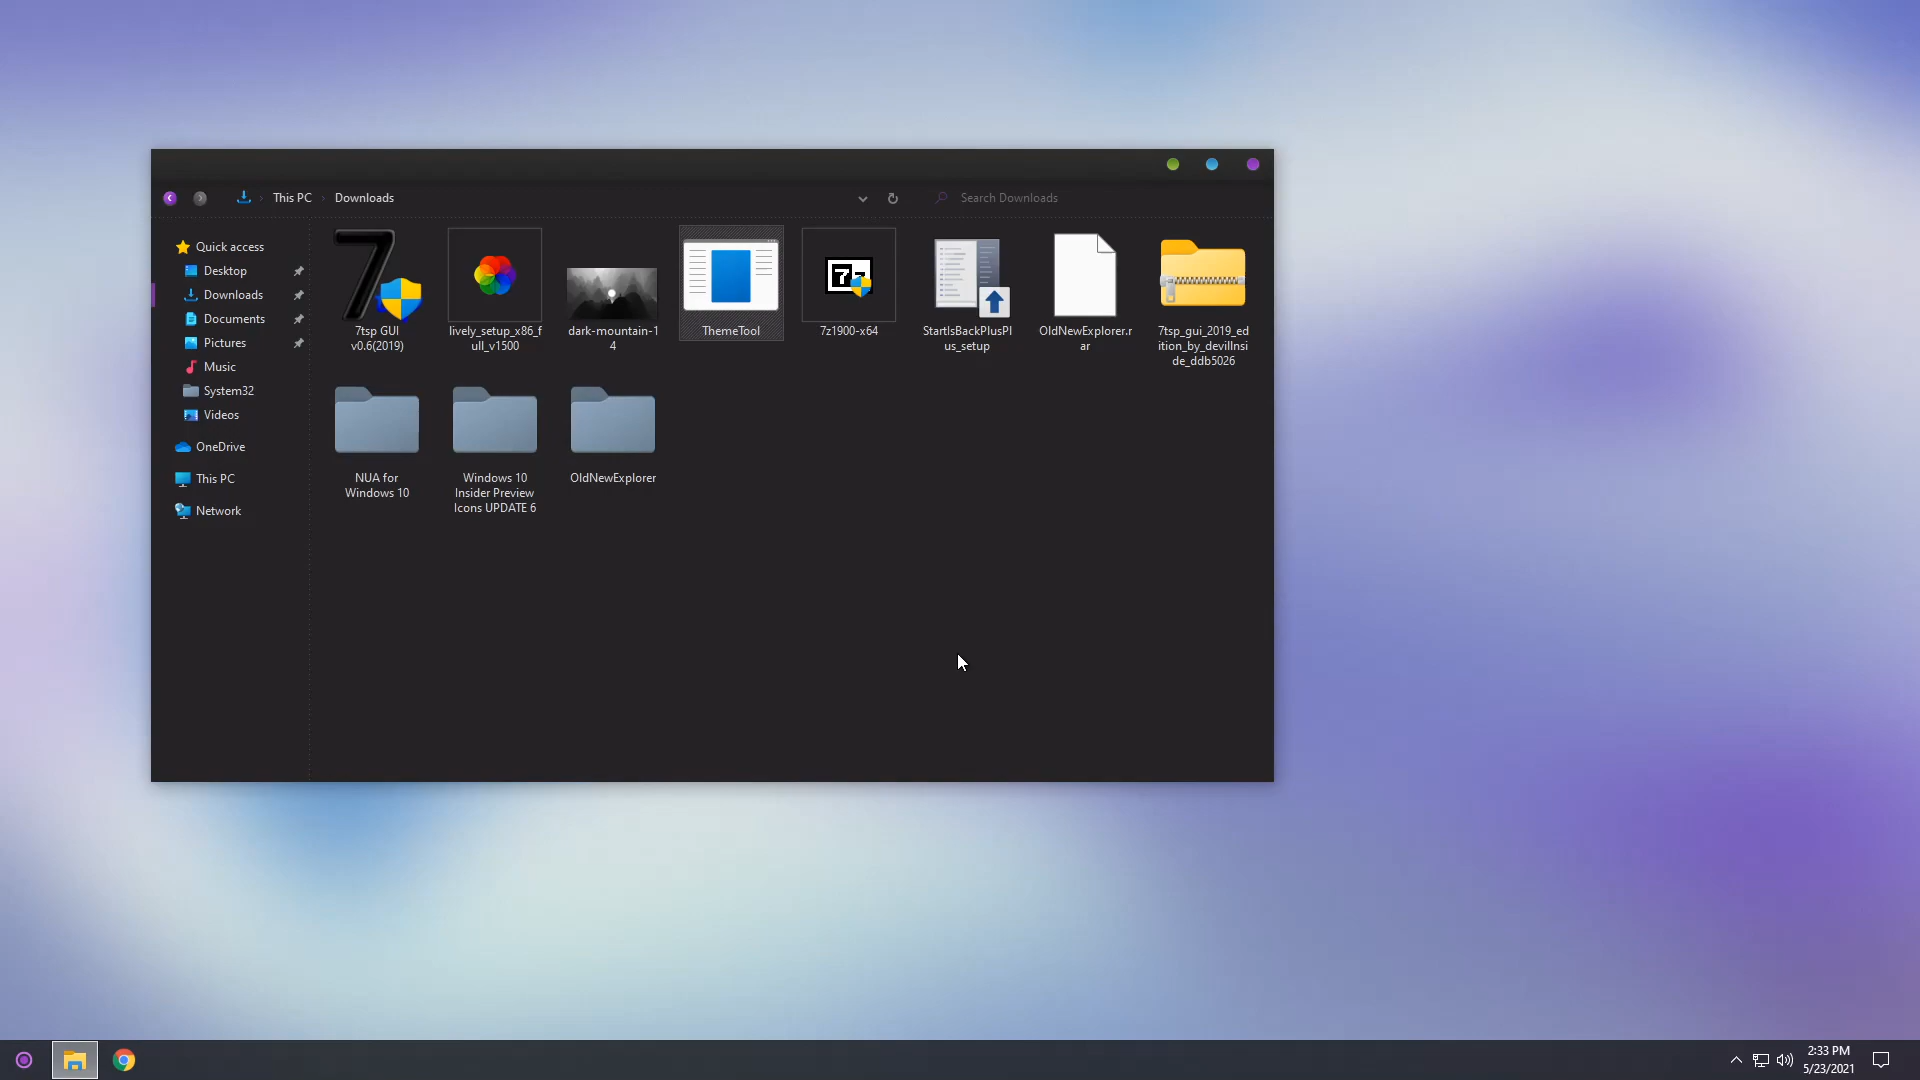 This PC
Downloads
Search Downloads
Quick access
Desktop
Downloads
Documents
Pictures
Music
System32
Videos
OneDrive
This PC
Network
7tsp GUI
v0.6(2019)
lively_setup_x86_f
ull_v1500
dark-mountain-1
4
ThemeTool
7z
7z1900-x64
StartIsBackPlusPl
us_setup
OldNewExplorer.r
ar
7tsp_gui_2019_ed
ition_by_devillnsi
de_ddb5026
NUA for
Windows 10
Windows 10
Insider Preview
Icons UPDATE 6
OldNewExplorer
2:33 PM
5/23/2021